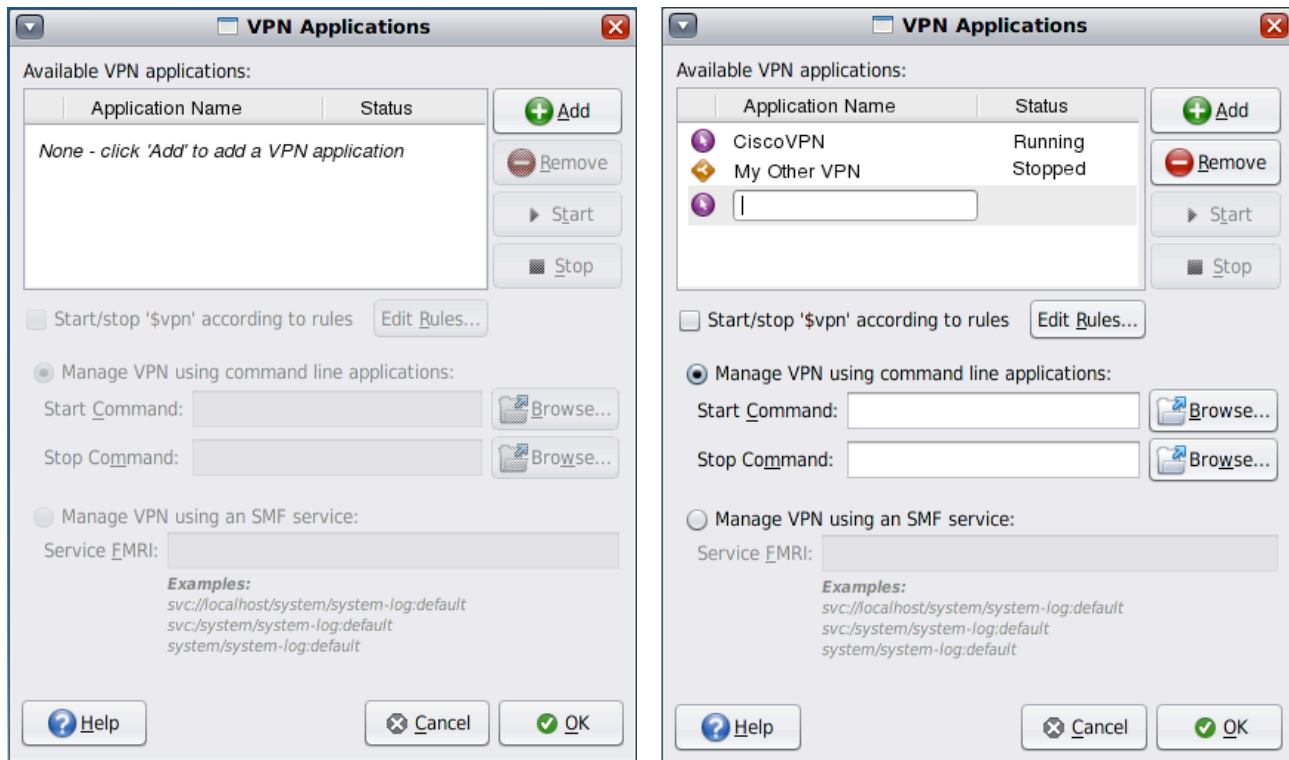 VPN Applications
Available VPN applications:
Application Name Status
None - click 'Add' to add a VPN application
Add
Remove
Start
Stop
Start/stop '$vpn' according to rules Edit Rules...
Manage VPN using command line applications:
Start Command: Browse...
Stop Command: Browse...
Manage VPN using an SMF service:
Service FMRI:
Examples:
svc://localhost/system/system-log:default
svc:/system/system-log:default
system/system-log:default
Help Cancel OK
VPN Applications
Available VPN applications:
Application Name Status
CiscoVPN Running
My Other VPN Stopped
Add
Remove
Start
Stop
Start/stop '$vpn' according to rules Edit Rules...
Manage VPN using command line applications:
Start Command: Browse...
Stop Command: Browse...
Manage VPN using an SMF service:
Service FMRI:
Examples:
svc://localhost/system/system-log:default
svc:/system/system-log:default
system/system-log:default
Help Cancel OK